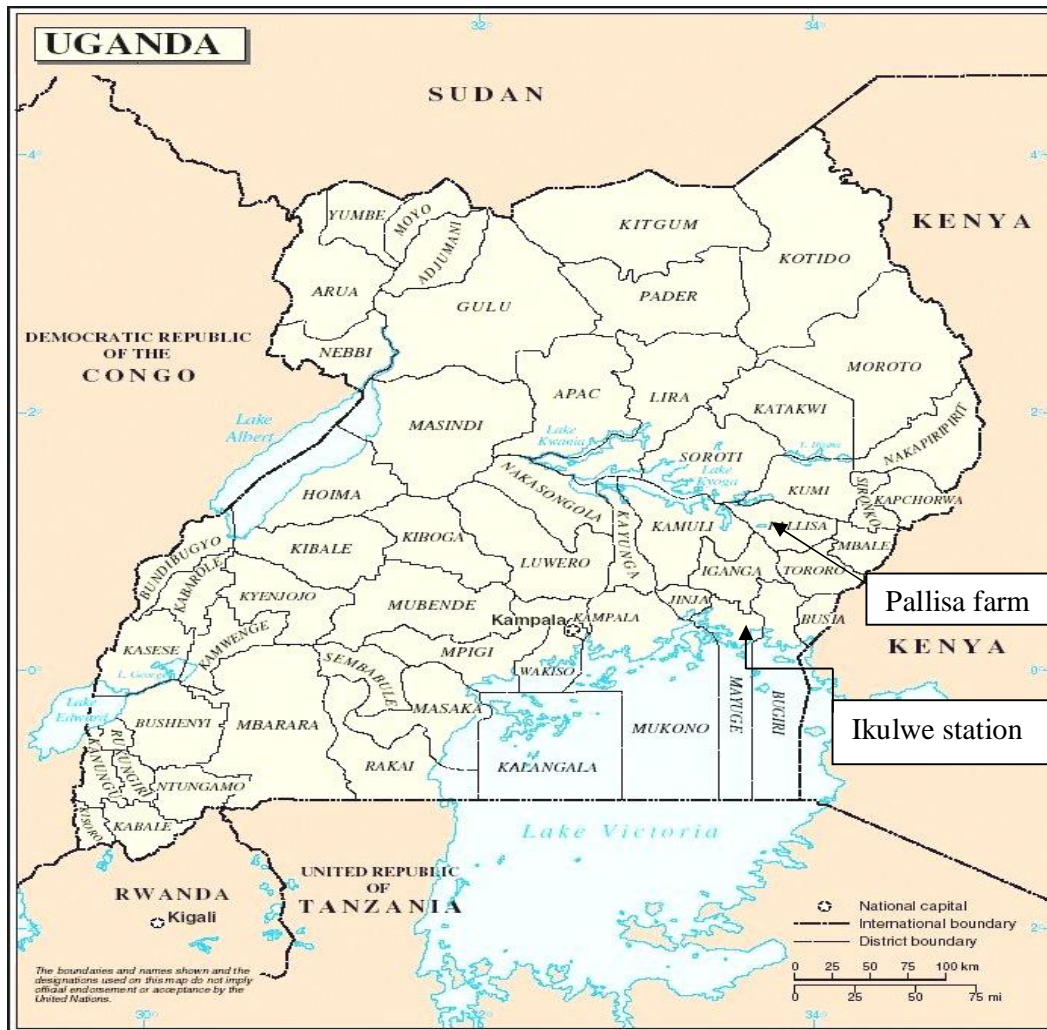 32°
UGANDA
SUDAN
4°
4°
KENYA
YUMBE
MOYO
ADJUMANI
KITGUM
KOTIDO
ARUA
GULU
PADER
DEMOCRATIC REPUBLIC
OF THE
CONGO
NEBBI
MOROTO
APAC
LIRA
2°
Lake
Albert
MASINDI
KATAKWI
Lake
Kwania
NAKAPIRIPIRIT
SOROTI
Lake
Kyoga
HOIMA
NAKASONGOLA
KUMI
SIRONKO
KAPCHORWA
KAYUNGA
KAMULI
PALLISA
BUNDIBUGYO
KIBALE
KIBOGA
LUWERO
MBALE
KABAROLE
IGANGA
TORORO
KYENJOJO
MUBENDE
JINJA
Pallisa farm
KAMWENGE
Kampala
KAMPALA
BUSIA
KASESE
MPIGI
KENYA
0°
L. George
SEMBABULE
WAKISO
Lake
Edward
MASAKA
MAYUGE
BUGIRI
BUSHENYI
MBARARA
MUKONO
Ikulwe station
KANUNGU
RUKUNGIRI
RAKAI
KALANGALA
NTUNGAMO
KISORO
KABALE
Lake Victoria
UNITED REPUBLIC
OF
TANZANIA
RWANDA
Kigali
National capital
International boundary
District boundary
2°
0 25 50 75 100 km
0 25 50 75 mi
The boundaries and names shown and the
designations used on this map do not imply
official endorsement or acceptance by the
United Nations.
30
32
34